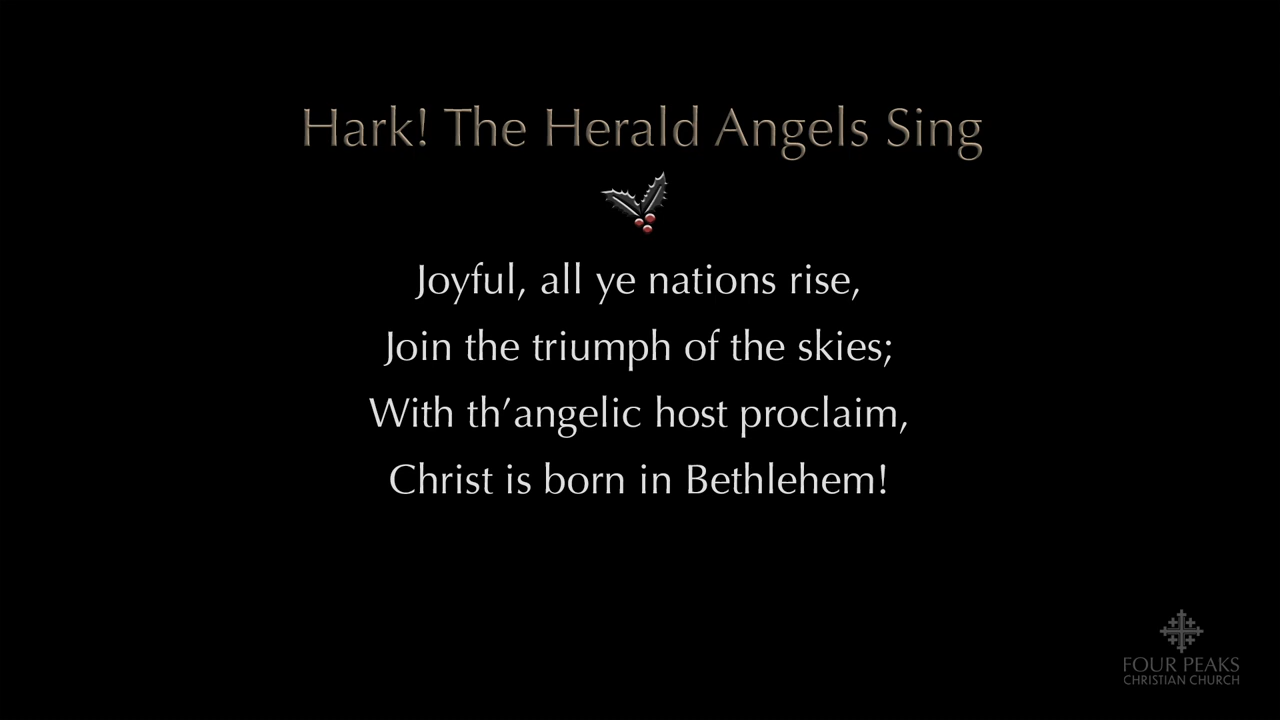 Hark! The Herald Angels Sing
Joyful, all ye nations rise,
Join the triumph of the skies;
With th’angelic host proclaim,
Christ is born in Bethlehem!
FOUR PEAKS
CHRISTIAN CHURCH